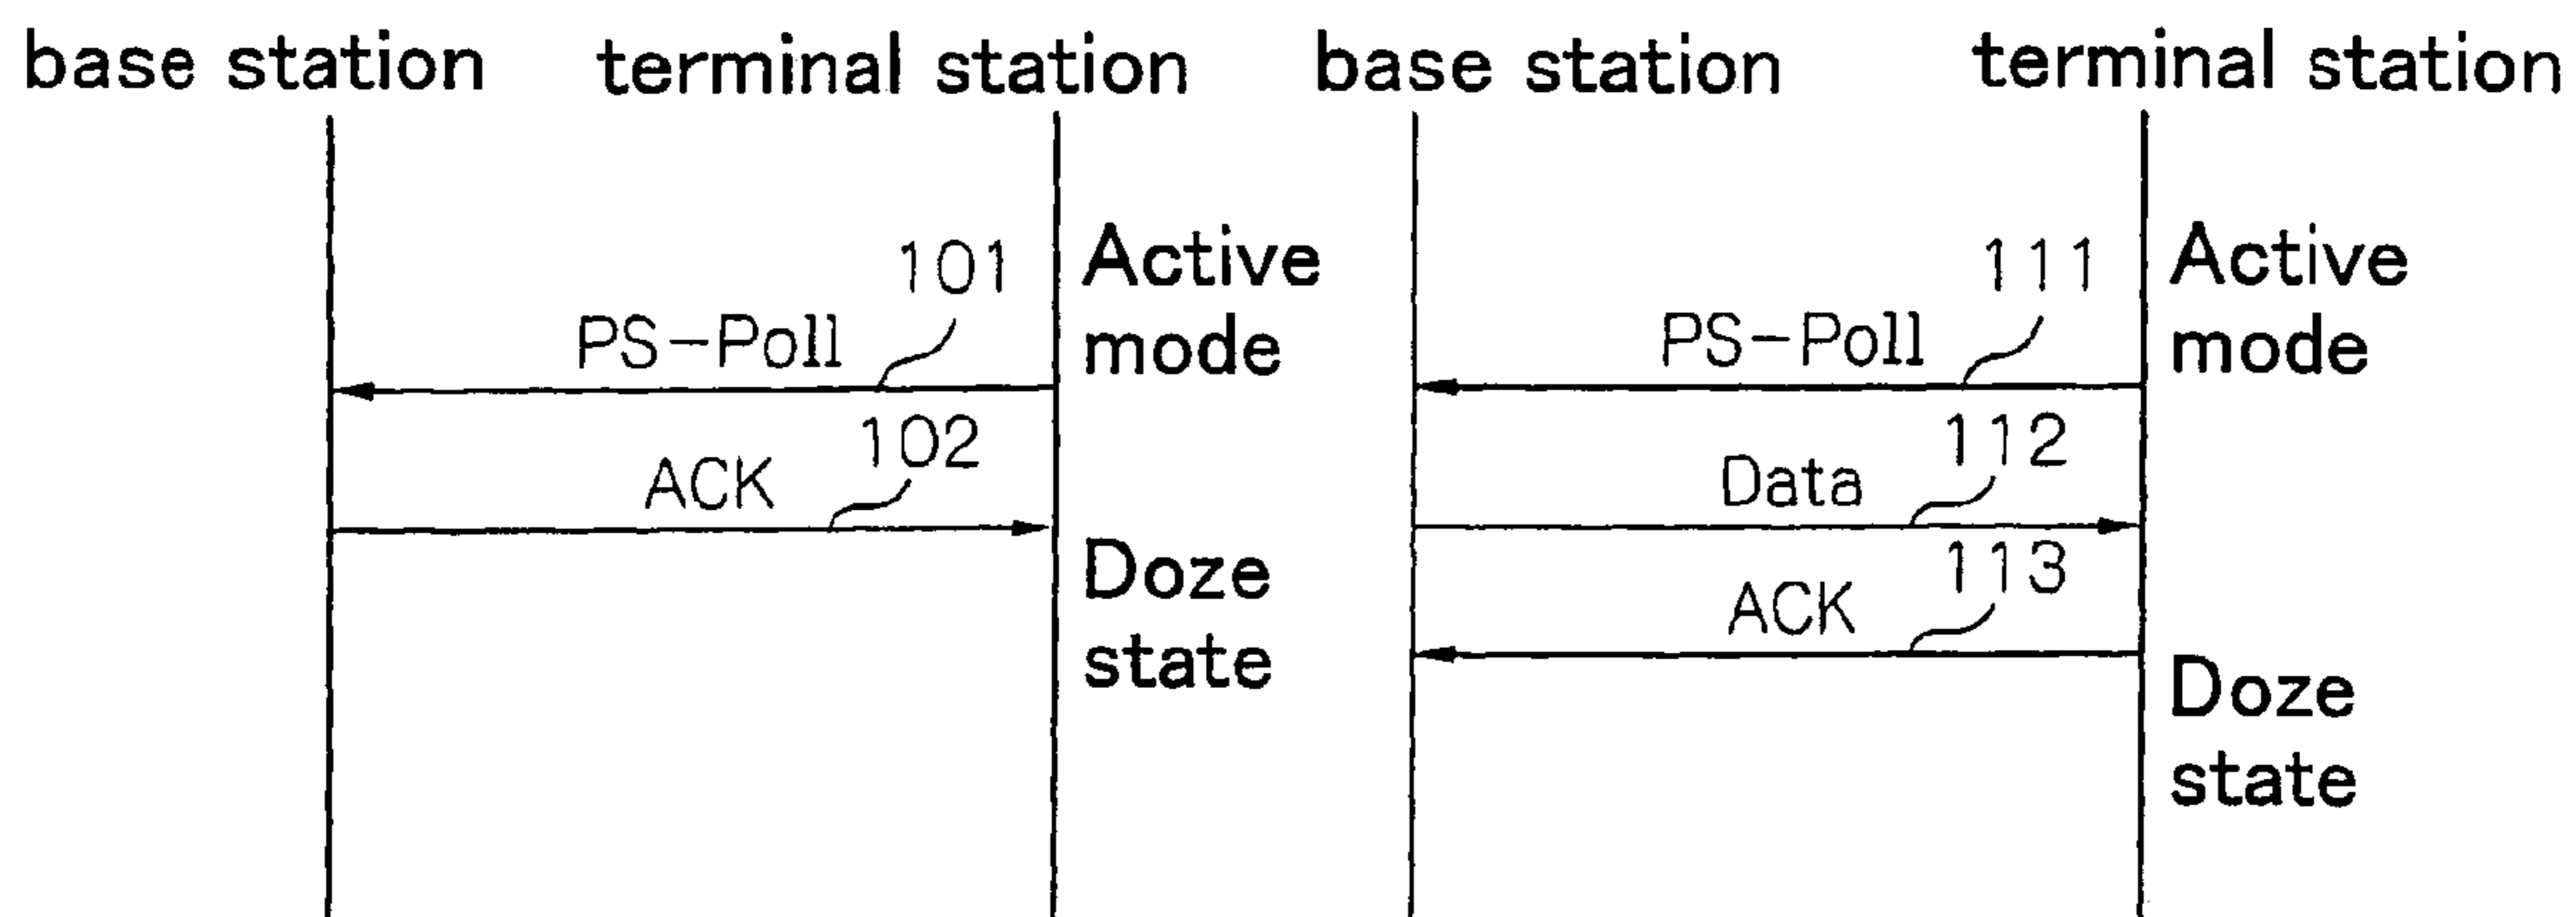 base station
terminal station
101
Active
mode
PS-Poll
102
ACK
Doze
state
base station
terminal station
111
Active
mode
PS-Poll
112
Data
113
ACK
Doze
state